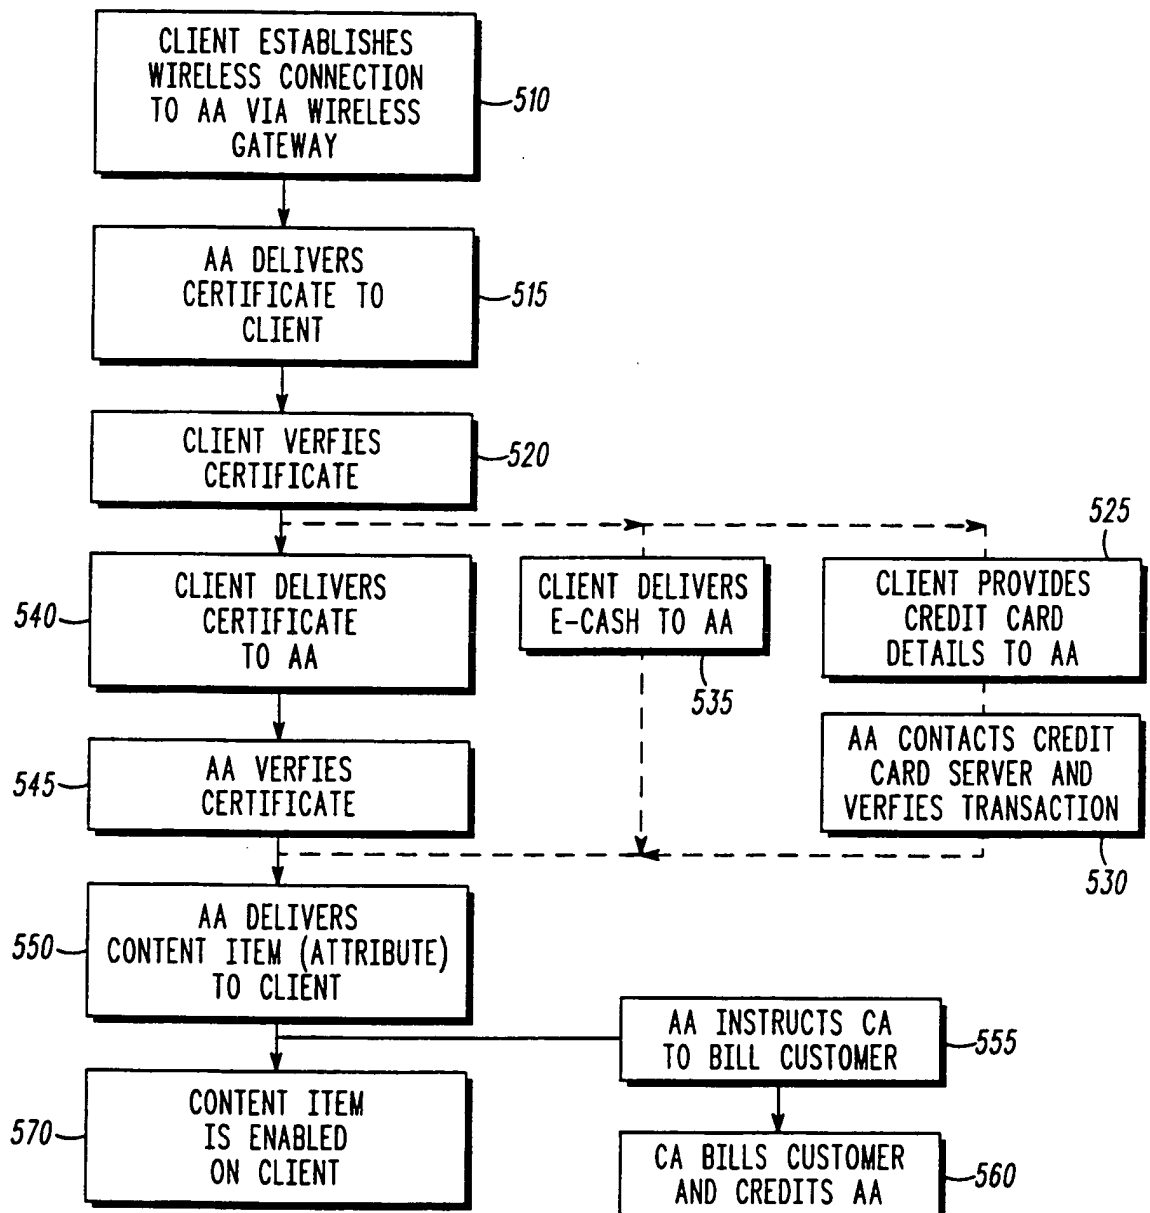 CLIENT ESTABLISHES
WIRELESS CONNECTION
TO AA VIA WIRELESS
GATEWAY
510
AA DELIVERS
CERTIFICATE TO
CLIENT
515
CLIENT VERFIES
CERTIFICATE
520
540
CLIENT DELIVERS
CERTIFICATE
TO AA
CLIENT DELIVERS
E-CASH TO AA
535
525
CLIENT PROVIDES
CREDIT CARD
DETAILS TO AA
545
AA VERFIES
CERTIFICATE
AA CONTACTS CREDIT
CARD SERVER AND
VERFIES TRANSACTION
530
550
AA DELIVERS
CONTENT ITEM (ATTRIBUTE)
TO CLIENT
AA INSTRUCTS CA
TO BILL CUSTOMER
555
570
CONTENT ITEM
IS ENABLED
ON CLIENT
CA BILLS CUSTOMER
AND CREDITS AA
560